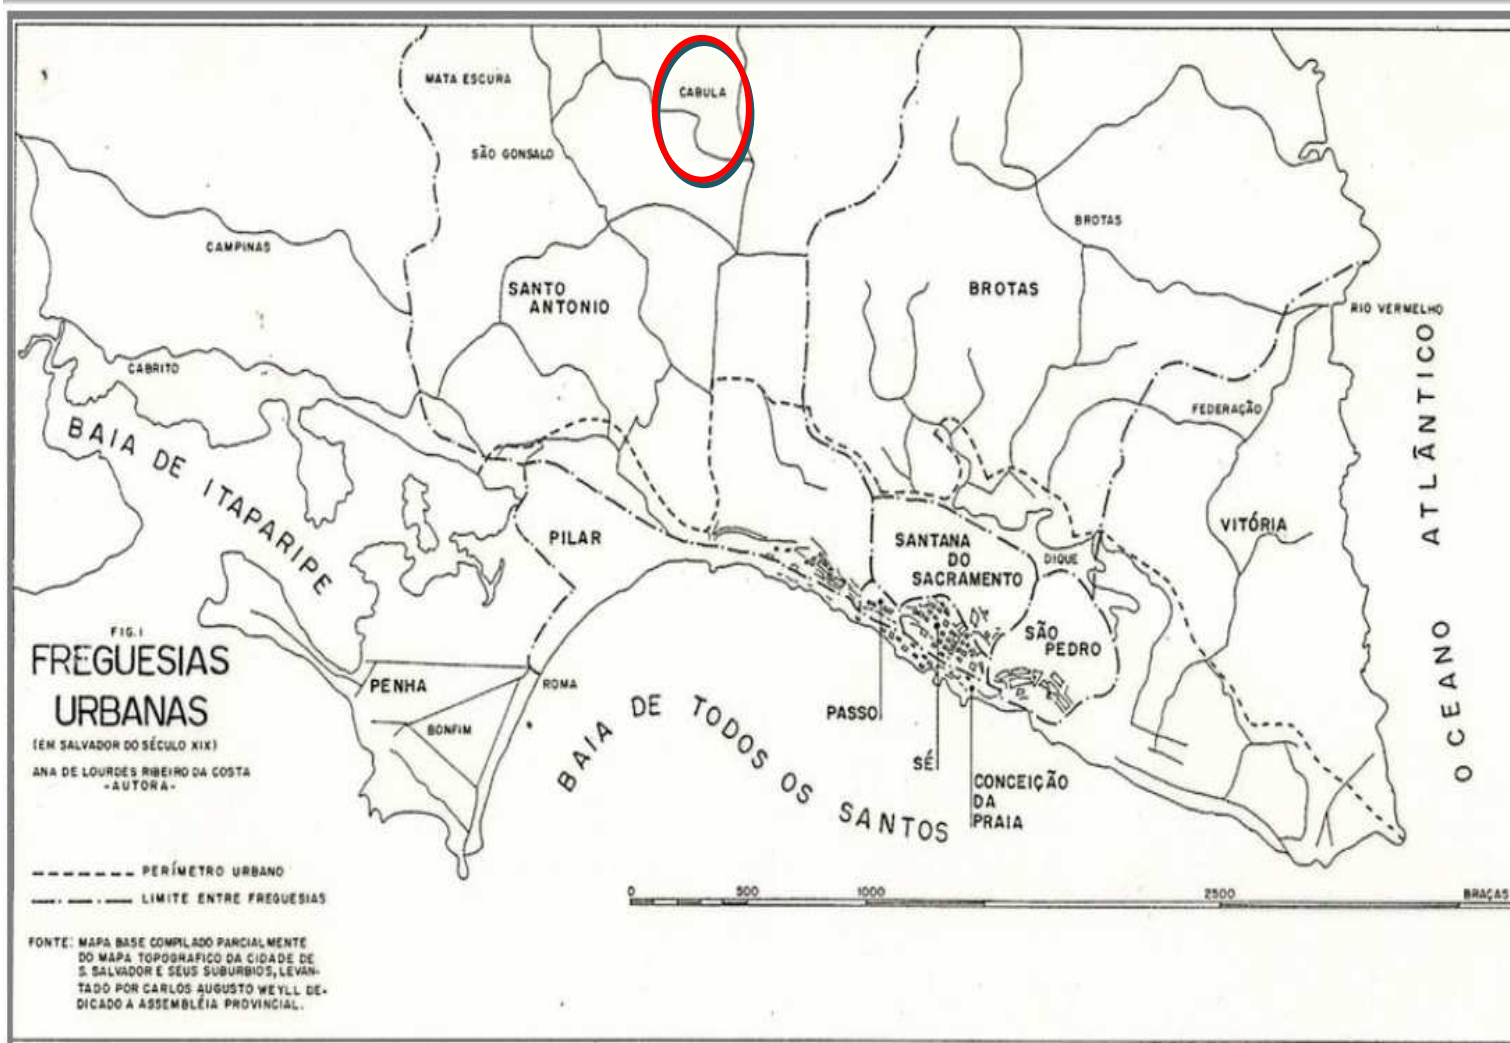 MATA ESCURA
CABULA
SÃO GONSALO
CAMPINAS
BROTAS
SANTO
ANTONIO
BROTAS
RIO VERMELHO
CABRITO
FEDERAÇÃO
BAIA DE ITAPARIPE
OCEANO ATLÂNTICO
PILAR
VITÓRIA
SANTANA
DO
SACRAMENTO
DIQUE
SÃO
PEDRO
FIG.1
FREGUESIAS
URBANAS
(EM SALVADOR DO SÉCULO XIX)
ANA DE LOURDES RIBEIRO DA COSTA
-AUTORA-
PENHA
ROMA
BONFIM
BAIA DE TODOS OS SANTOS
PASSO
SÉ
CONCEIÇÃO
DA
PRAIA
PERÍMETRO URBANO
LIMITE ENTRE FREGUESIAS
0 500 1000 2500 BRAÇAS
FONTE: MAPA BASE COMPILADO PARCIALMENTE
DO MAPA TOPOGRAFICO DA CIDADE DE
S. SALVADOR E SEUS SUBURBIOS, LEVAN-
TADO POR CARLOS AUGUSTO WEYLL DE-
DICADO A ASSEMBLÉIA PROVINCIAL.